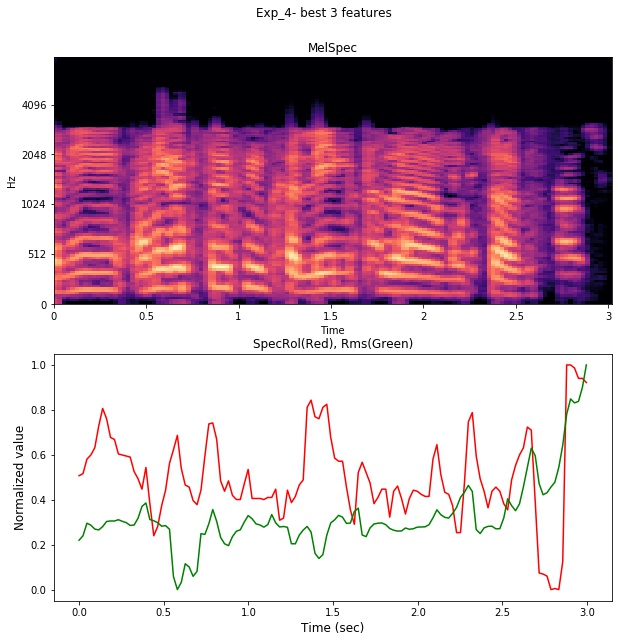 Exp_4- best 3 features
MelSpec
4096
2048
1024
512
0
Hz
0 0.5 1 1.5 2 2.5 3
Time
SpecRol(Red), Rms(Green)
1.0
0.8
0.6
0.4
0.2
0.0
Normalized value
0.0 0.5 1.0 1.5 2.0 2.5 3.0
Time (sec)